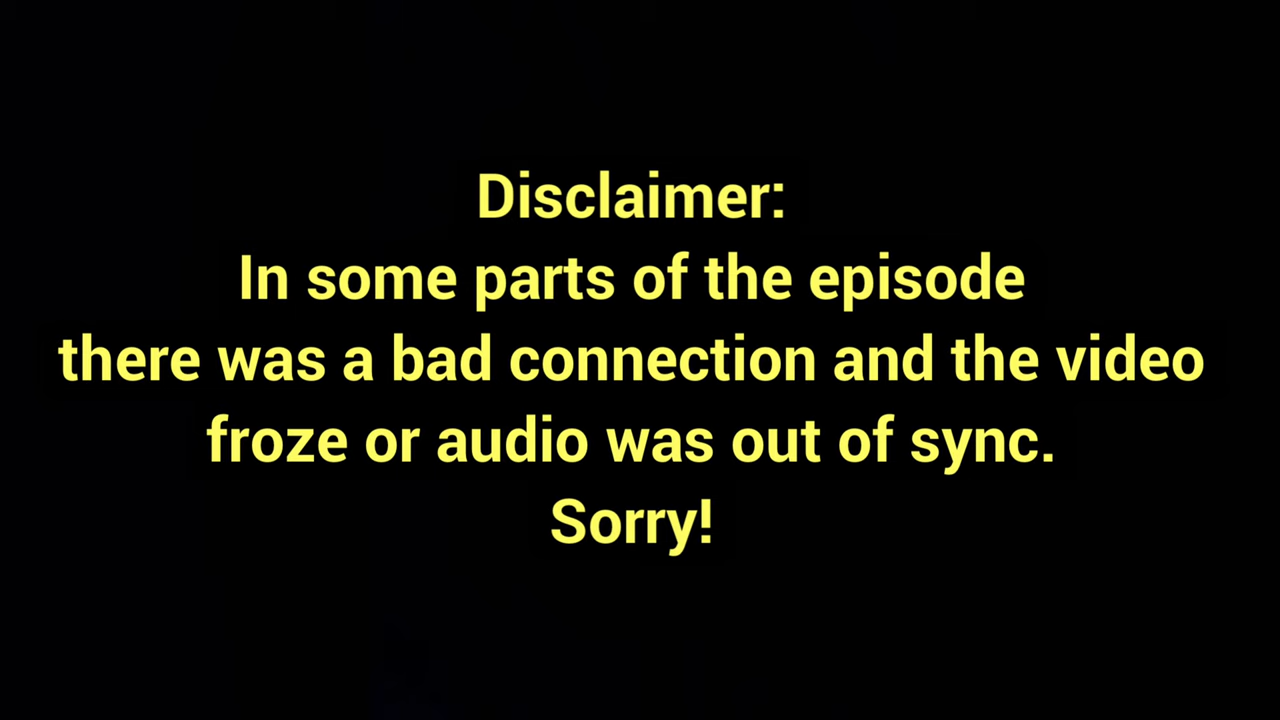 Disclaimer:
In some parts of the episode
there was a bad connection and the video
froze or audio was out of sync.
Sorry!